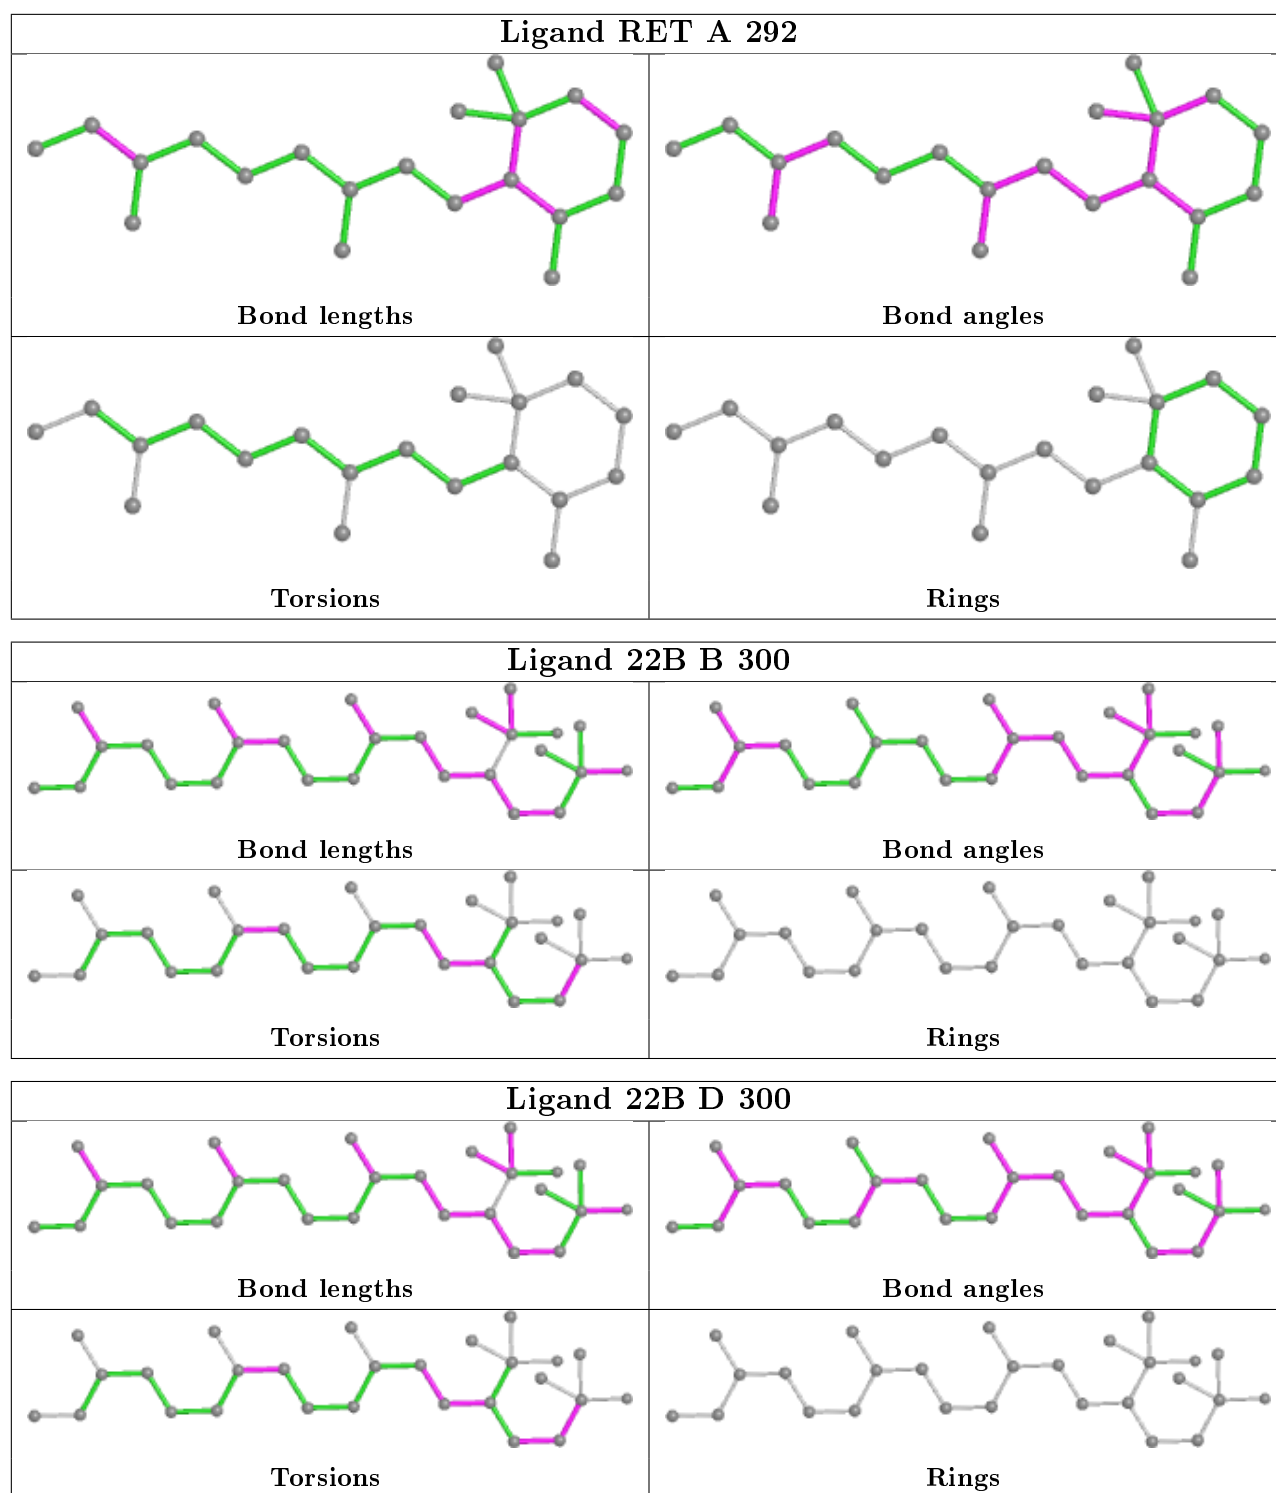 Ligand RET A 292
Bond lengths
Bond angles
Torsions
Rings
Ligand 22B B 300
Bond lengths
Bond angles
Torsions
Rings
Ligand 22B D 300
Bond lengths
Bond angles
Torsions
Rings